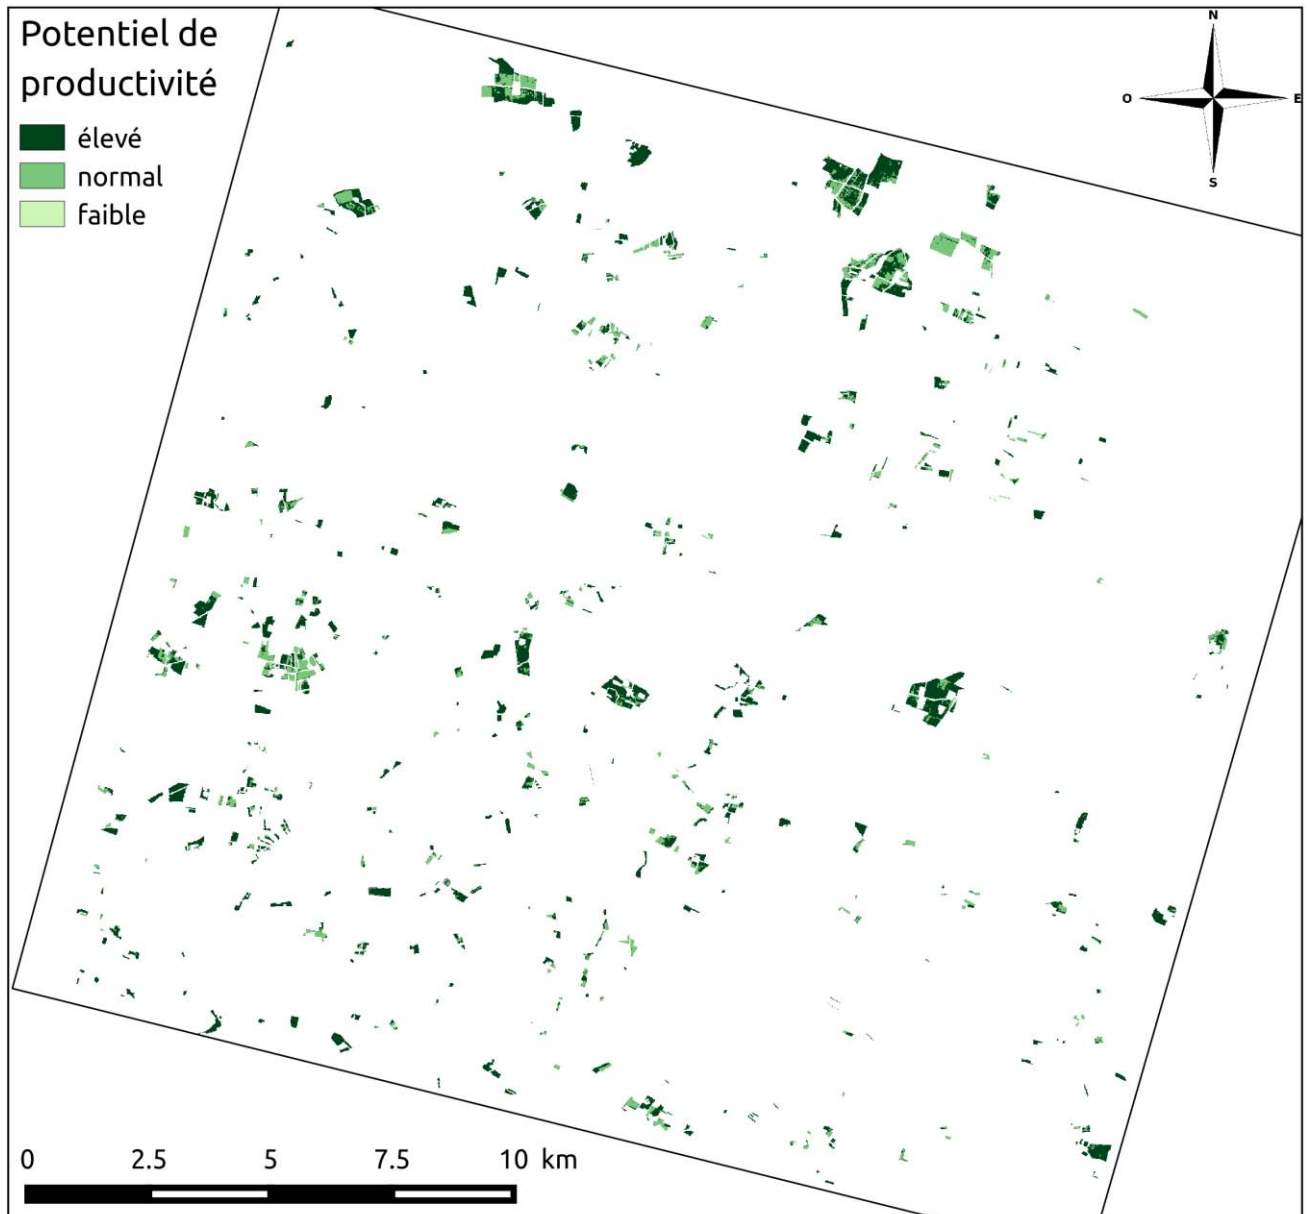 Potentiel de
productivité
élevé
normal
faible
N
O
E
S
0 2.5 5 7.5 10 km